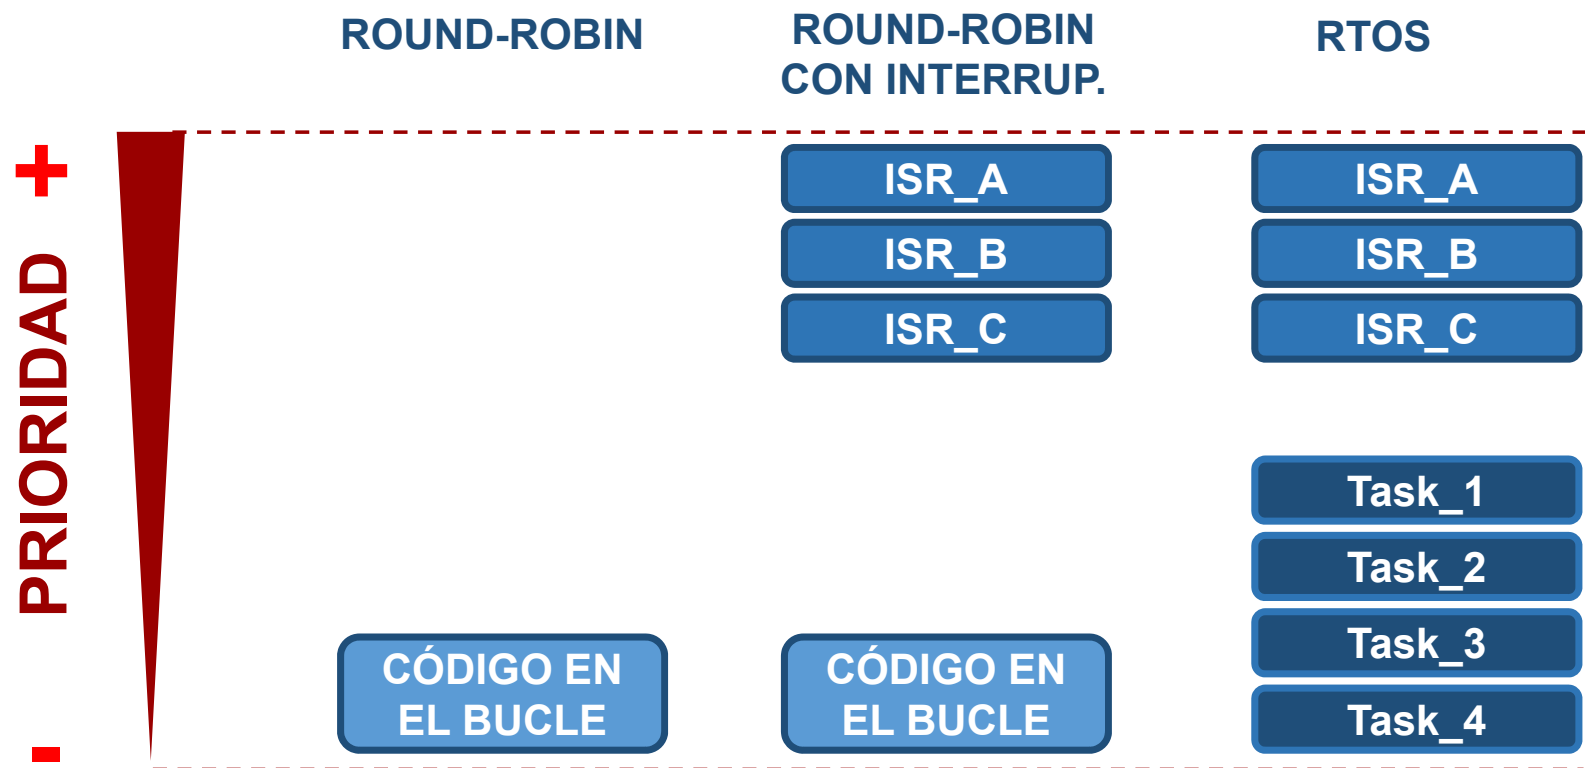 ROUND-ROBIN
ROUND-ROBIN
CON INTERRUP.
RTOS
+
PRIORIDAD
-
ISR_A
ISR_B
ISR_C
CÓDIGO EN
EL BUCLE
CÓDIGO EN
EL BUCLE
ISR_A
ISR_B
ISR_C
Task_1
Task_2
Task_3
Task_4